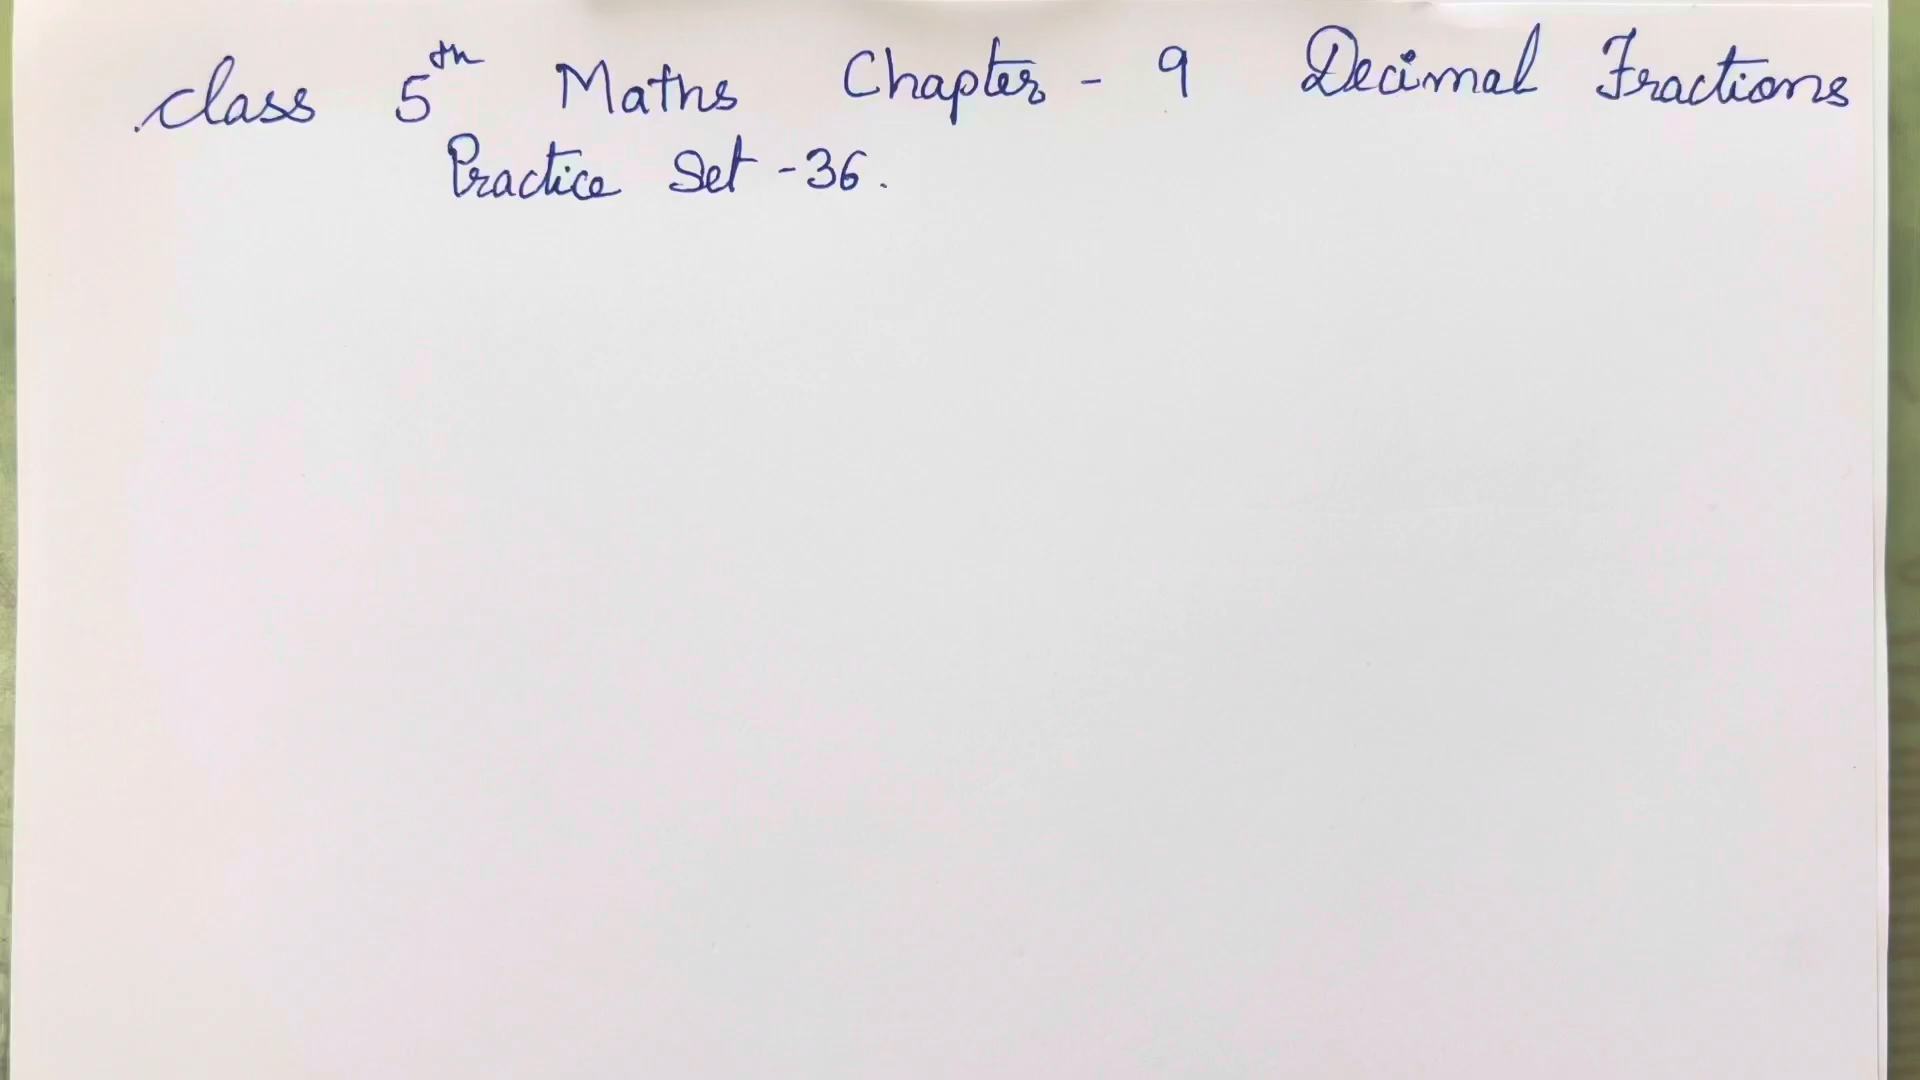 class 5th Maths Chapter - 9 Decimal Fractions
Practice Set - 36.